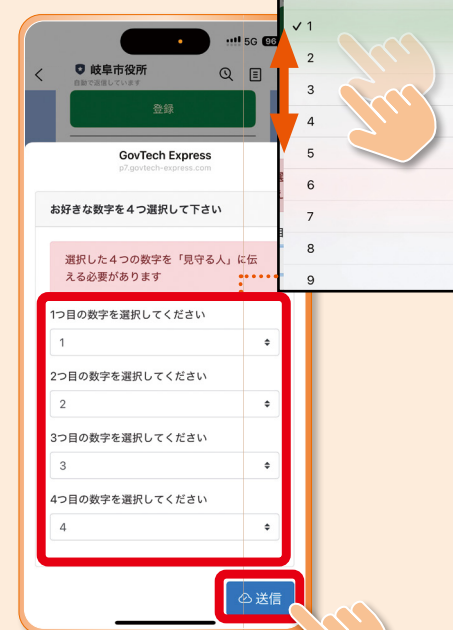 5G 96
岐阜市役所
自動で返信しています
登録
GovTech Express
p7.govtech-express.com
お好きな数字を4つ選択して下さい
選択した4つの数字を「見守る人」に伝
える必要があります
1つ目の数字を選択してください
1
2つ目の数字を選択してください
2
3つ目の数字を選択してください
3
4つ目の数字を選択してください
4
送信
✓ 1
2
3
4
5
6
7
8
9